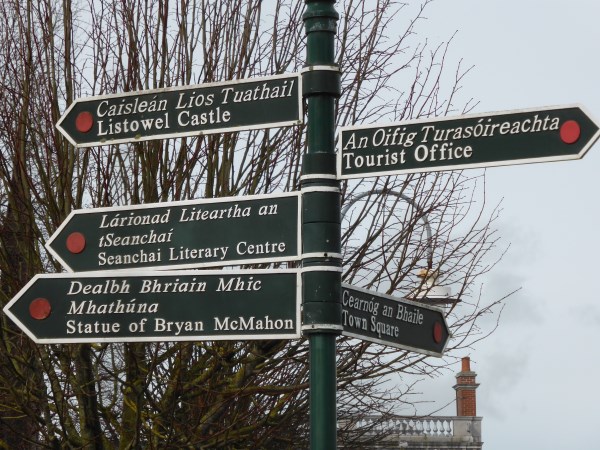 Caisleán Lios Tuathail
Listowel Castle
An Oifig Turasóireachta
Tourist Office
Lárionad Liteartha an
tSeanchaí
Seanchai Literary Centre
Dealbh Bhriain Mhic
Mhathúna
Statue of Bryan McMahon
Cearnóg an Bhaile
Town Square